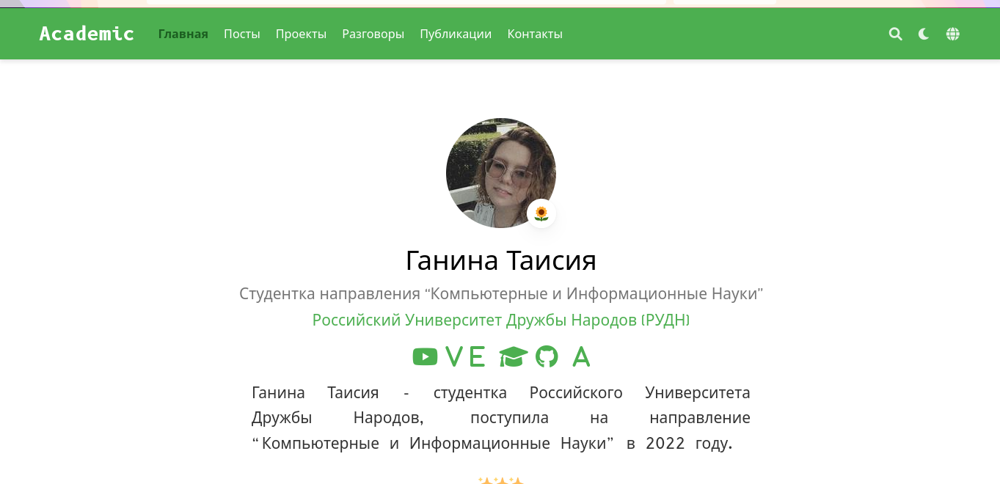 Academic Главная Посты Проекты Разговоры Публикации Контакты
Ганина Таисия
Студентка направления “Компьютерные и Информационные Науки”
Российский Университет Дружбы Народов (РУДН)
V E A
Ганина Таисия - студентка Российского Университета
Дружбы Народов, поступила на направление
“Компьютерные и Информационные Науки” в 2022 году.